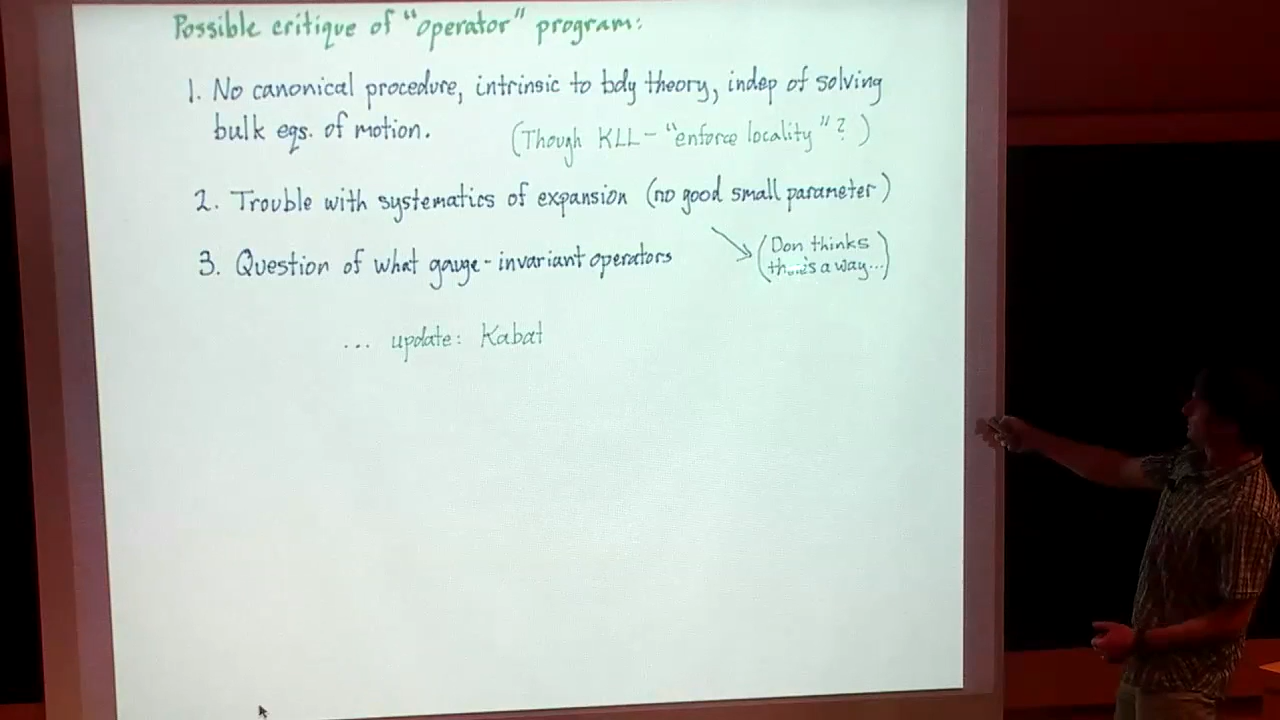 Possible critique of "operator" program:
1. No canonical procedure, intrinsic to bdy theory, indep of solving
bulk eqs. of motion. (Though KLL - "enforce locality"?)
2. Trouble with systematics of expansion (no good small parameter)
(Don thinks
there's a way...)
3. Question of what gauge-invariant operators
... update: Kabat